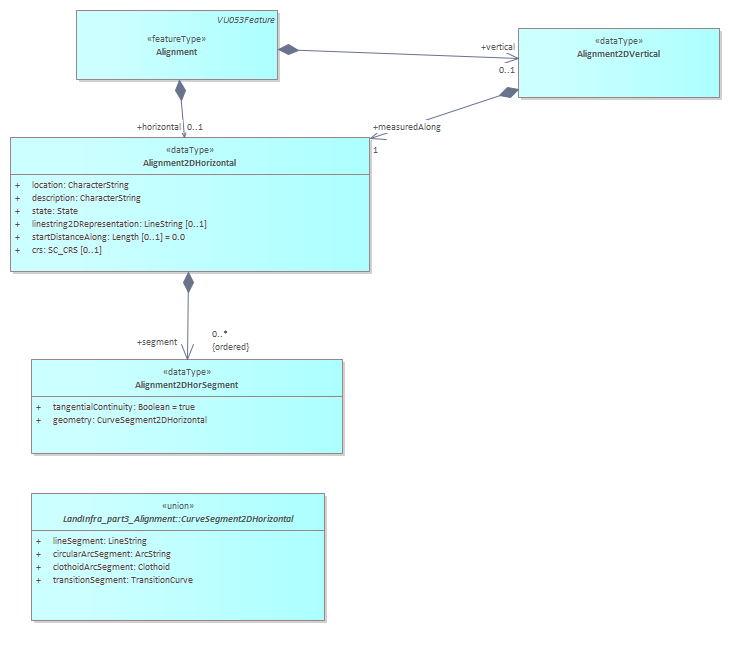 VU053Feature
«featureType»
Alignment
+vertical
0..1
«dataType»
Alignment2DVertical
+horizontal 0..1
+measuredAlong
1
«dataType»
Alignment2DHorizontal
+ location: CharacterString
+ description: CharacterString
+ state: State
+ linestring2DRepresentation: LineString [0..1]
+ startDistanceAlong: Length [0..1] = 0.0
+ crs: SC_CRS [0..1]
+segment
0..*
{ordered}
«dataType»
Alignment2DHorSegment
+ tangentialContinuity: Boolean = true
+ geometry: CurveSegment2DHorizontal
«union»
LandInfra_part3_Alignment::CurveSegment2DHorizontal
+ lineSegment: LineString
+ circularArcSegment: ArcString
+ clothoidArcSegment: Clothoid
+ transitionSegment: TransitionCurve